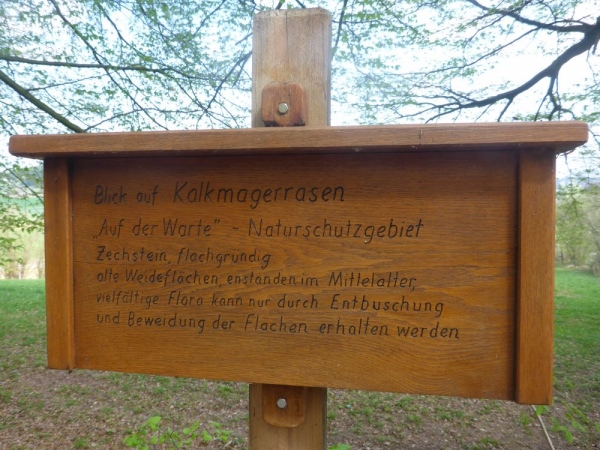 Blick auf Kalkmagerrasen
„Auf der Warte" - Naturschutzgebiet
Zechstein, flachgründig
alte Weideflächen, enstanden im Mittelalter,
vielfältige Flora kann nur durch Entbuschung
und Beweidung der Flächen erhalten werden